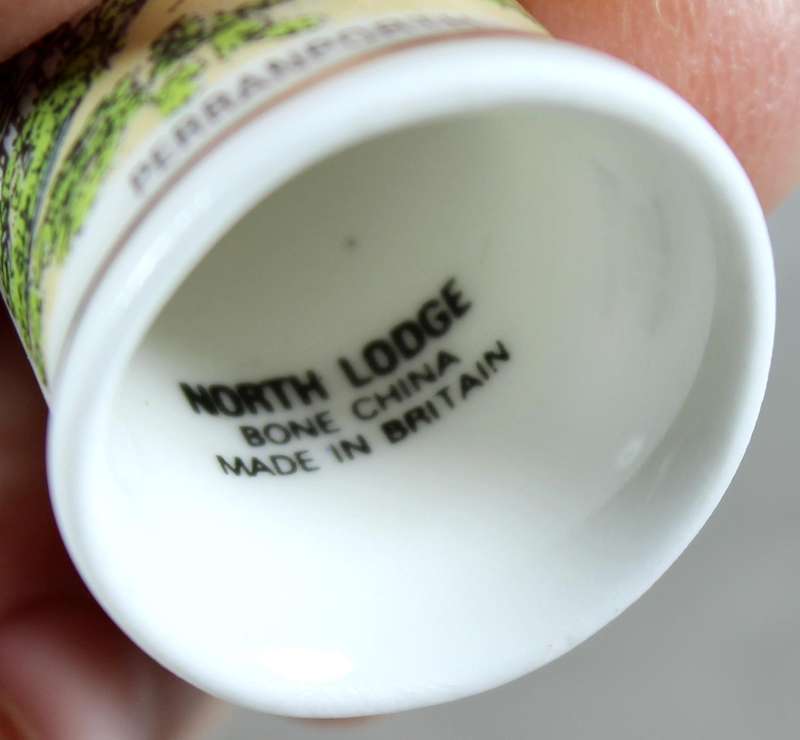 PERRANPORTH
NORTH LODGE
BONE CHINA
MADE IN BRITAIN